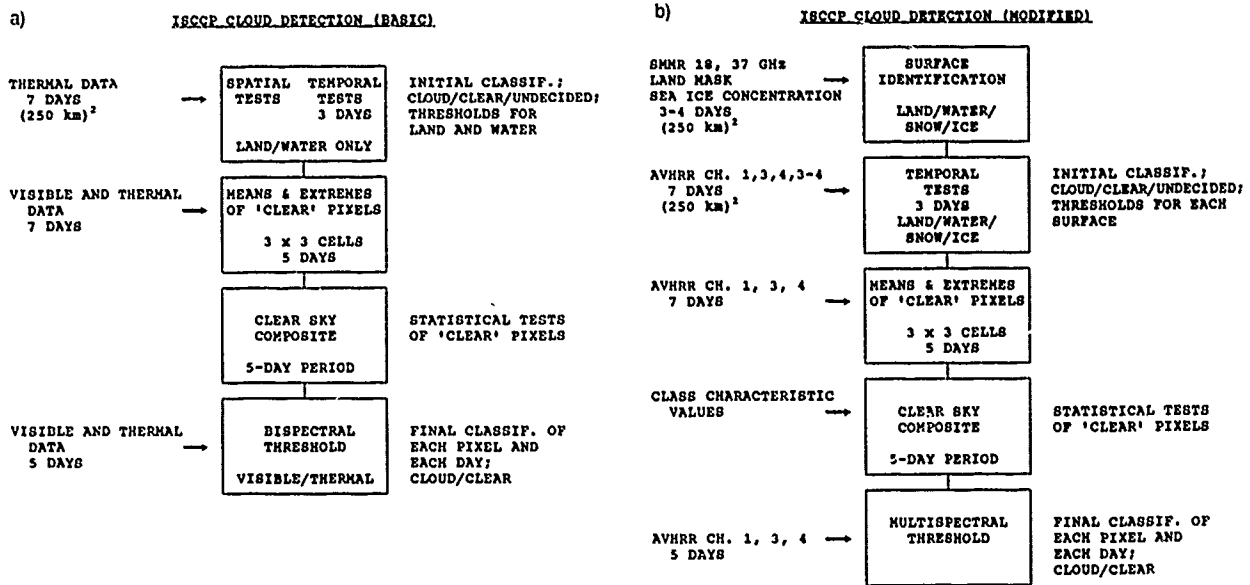 a)
ISCCP CLOUD DETECTION (BASIC)
THERMAL DATA
7 DAYS
(250 km)²
SPATIAL TEMPORAL
TESTS TESTS
3 DAYS
LAND/WATER ONLY
INITIAL CLASSIF.;
CLOUD/CLEAR/UNDECIDED;
THRESHOLDS FOR
LAND AND WATER
VISIBLE AND THERMAL
DATA
7 DAYS
MEANS & EXTREMES
OF 'CLEAR' PIXELS
3 x 3 CELLS
5 DAYS
CLEAR SKY
COMPOSITE
5-DAY PERIOD
STATISTICAL TESTS
OF 'CLEAR' PIXELS
VISIBLE AND THERMAL
DATA
5 DAYS
BISPECTRAL
THRESHOLD
VISIBLE/THERMAL
FINAL CLASSIF. OF
EACH PIXEL AND
EACH DAY;
CLOUD/CLEAR
b)
ISCCP CLOUD DETECTION (MODIFIED)
SMMR 18, 37 GHz
LAND MASK
SEA ICE CONCENTRATION
3-4 DAYS
(250 km)²
SURFACE
IDENTIFICATION
LAND/WATER/
SNOW/ICE
AVHRR CH. 1,3,4,3-4
7 DAYS
(250 km)²
TEMPORAL
TESTS
3 DAYS
LAND/WATER/
SNOW/ICE
INITIAL CLASSIF.;
CLOUD/CLEAR/UNDECIDED;
THRESHOLDS FOR EACH
SURFACE
AVHRR CH. 1, 3, 4
7 DAYS
MEANS & EXTREMES
OF 'CLEAR' PIXELS
3 x 3 CELLS
5 DAYS
CLASS CHARACTERISTIC
VALUES
CLEAR SKY
COMPOSITE
5-DAY PERIOD
STATISTICAL TESTS
OF 'CLEAR' PIXELS
AVHRR CH. 1, 3, 4
5 DAYS
MULTISPECTRAL
THRESHOLD
FINAL CLASSIF. OF
EACH PIXEL AND
EACH DAY;
CLOUD/CLEAR